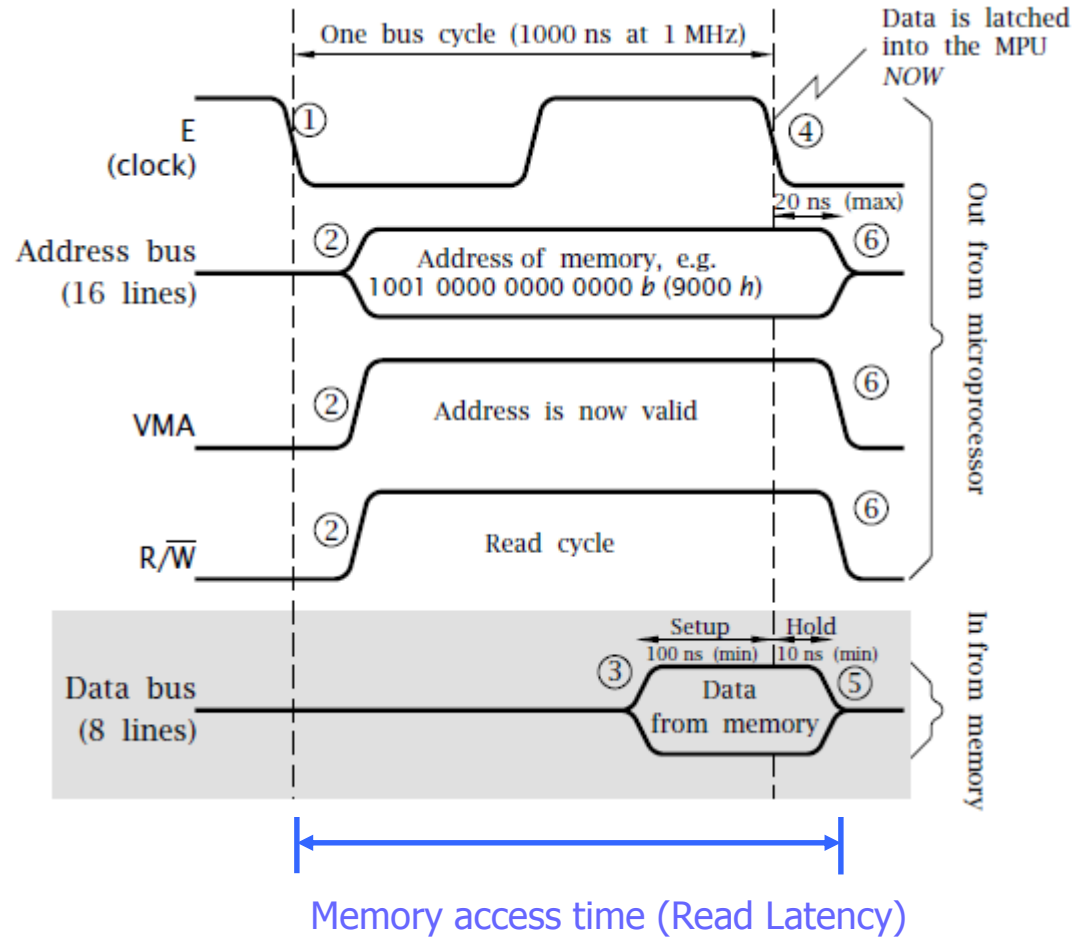 One bus cycle (1000 ns at 1 MHz)
Data is latched
into the MPU
NOW
E
(clock)
①
④
20 ns (max)
Address bus
(16 lines)
②
Address of memory, e.g.
1001 0000 0000 0000 b (9000 h)
⑥
VMA
②
Address is now valid
⑥
R/W̅
②
Read cycle
⑥
Out from microprocessor
Setup
Hold
100 ns (min)
10 ns (min)
Data bus
(8 lines)
③
Data
from memory
⑤
In from memory
Memory access time (Read Latency)